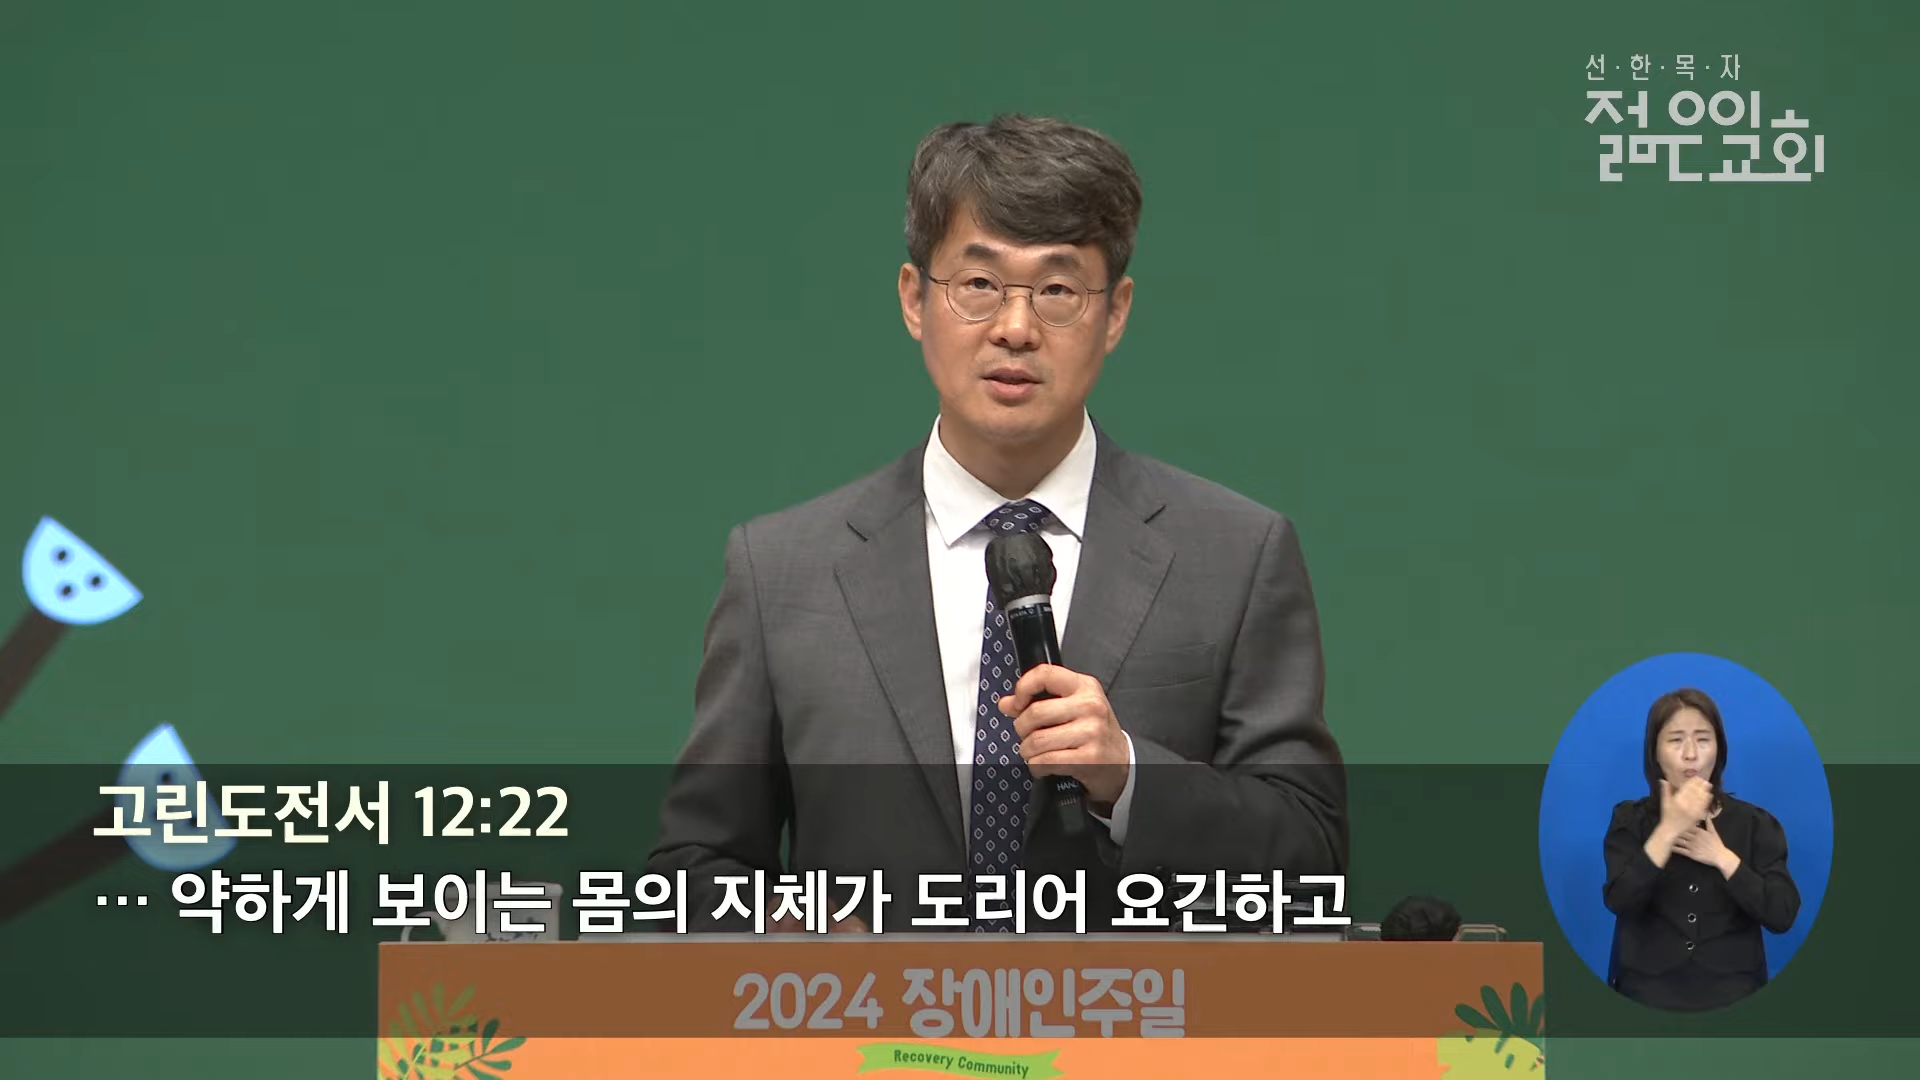 선·한·목·자
젊은이교회
고린도전서 12:22
… 약하게 보이는 몸의 지체가 도리어 요긴하고
2024 장애인주일
Recovery Community